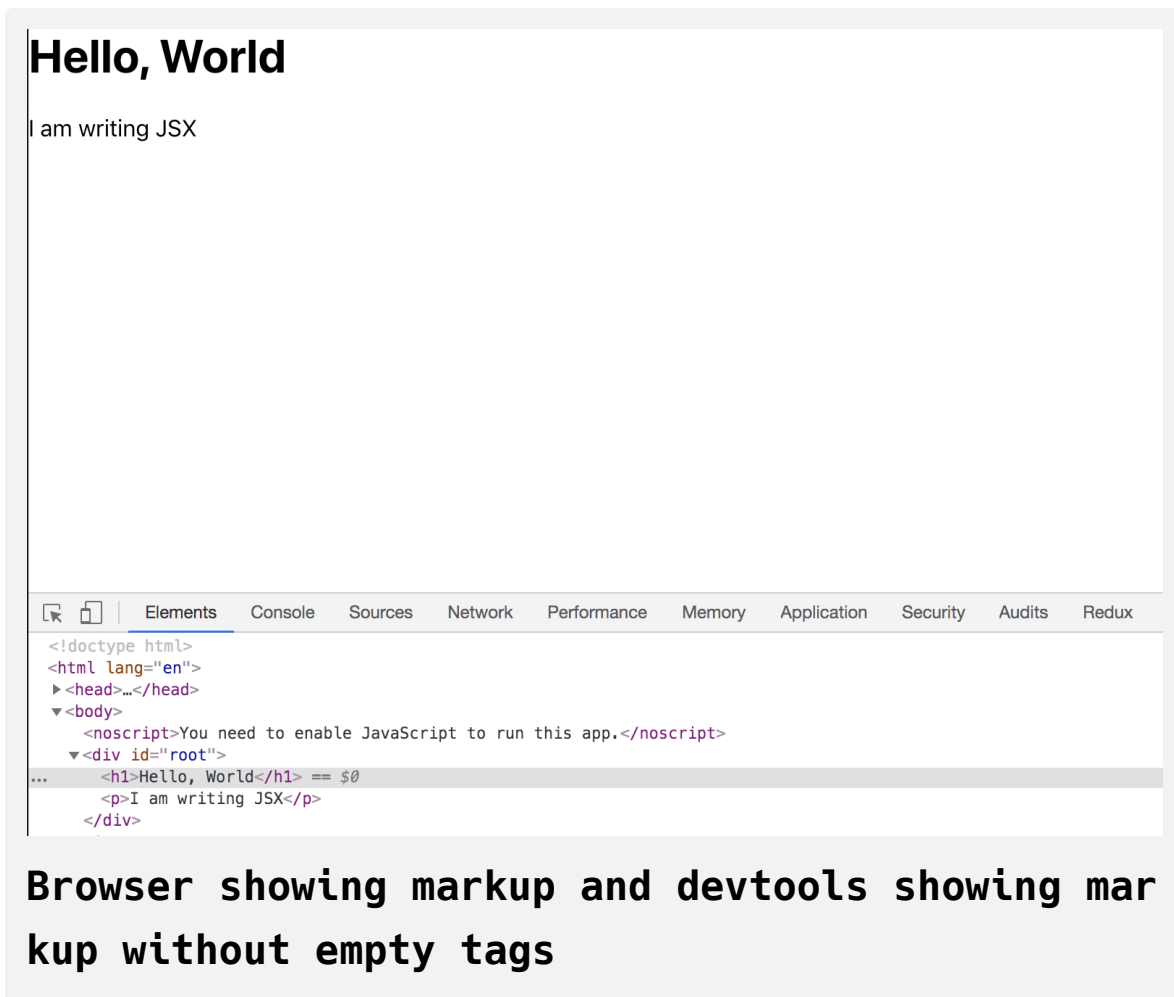 Hello, World
I am writing JSX
Elements Console Sources Network Performance Memory Application Security Audits Redux
<!doctype html>
<html lang="en">
<head>…</head>
<body>
<noscript>You need to enable JavaScript to run this app.</noscript>
<div id="root">
... <h1>Hello, World</h1> == $0
<p>I am writing JSX</p>
</div>
Browser showing markup and devtools showing mar
kup without empty tags